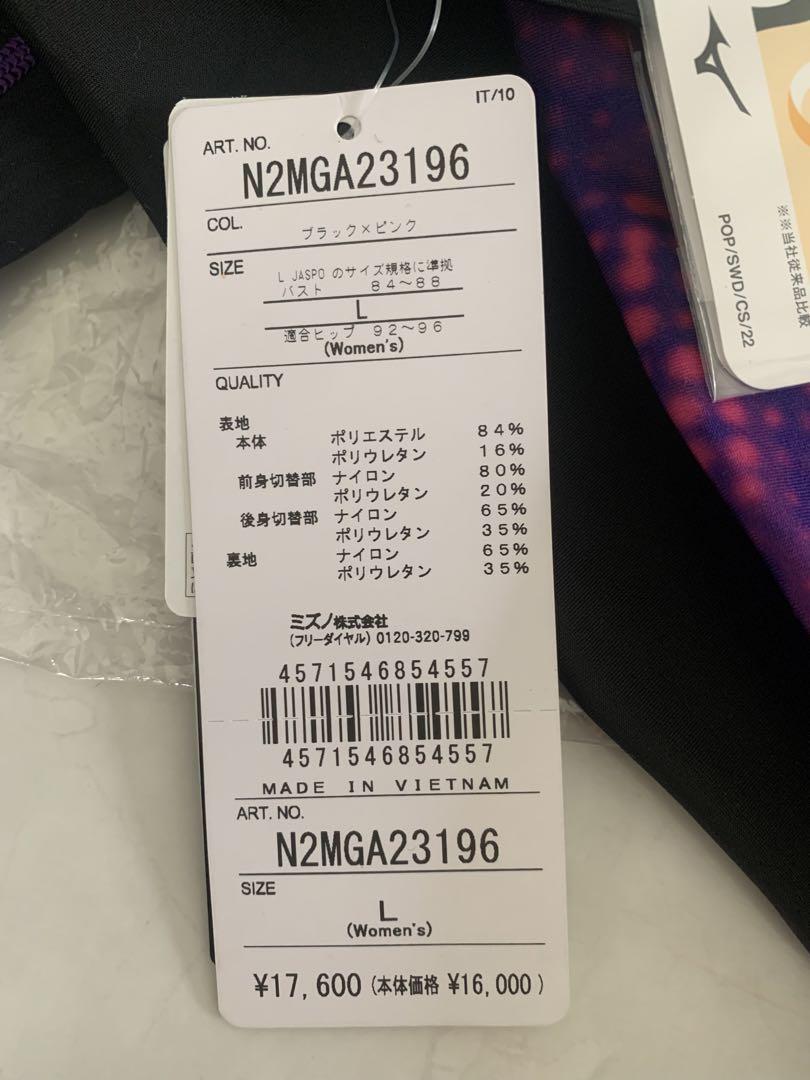 IT/10
ART. NO.
N2MGA23196
COL.
ブラック×ピンク
SIZE
L JASPO のサイズ規格に準拠
バスト 84～88
L
適合ヒップ 92～96
(Women's)
QUALITY
表地
本体 ポリエステル 84%
ポリウレタン 16%
前身切替部 ナイロン 80%
ポリウレタン 20%
後身切替部 ナイロン 65%
ポリウレタン 35%
裏地 ナイロン 65%
ポリウレタン 35%
ミズノ株式会社
(フリーダイヤル) 0120-320-799
4571546854557
4571546854557
MADE IN VIETNAM
ART. NO.
N2MGA23196
SIZE
L
(Women's)
¥17,600 (本体価格 ¥16,000)
POP/SWD/CS/22
※※当社従来品比較